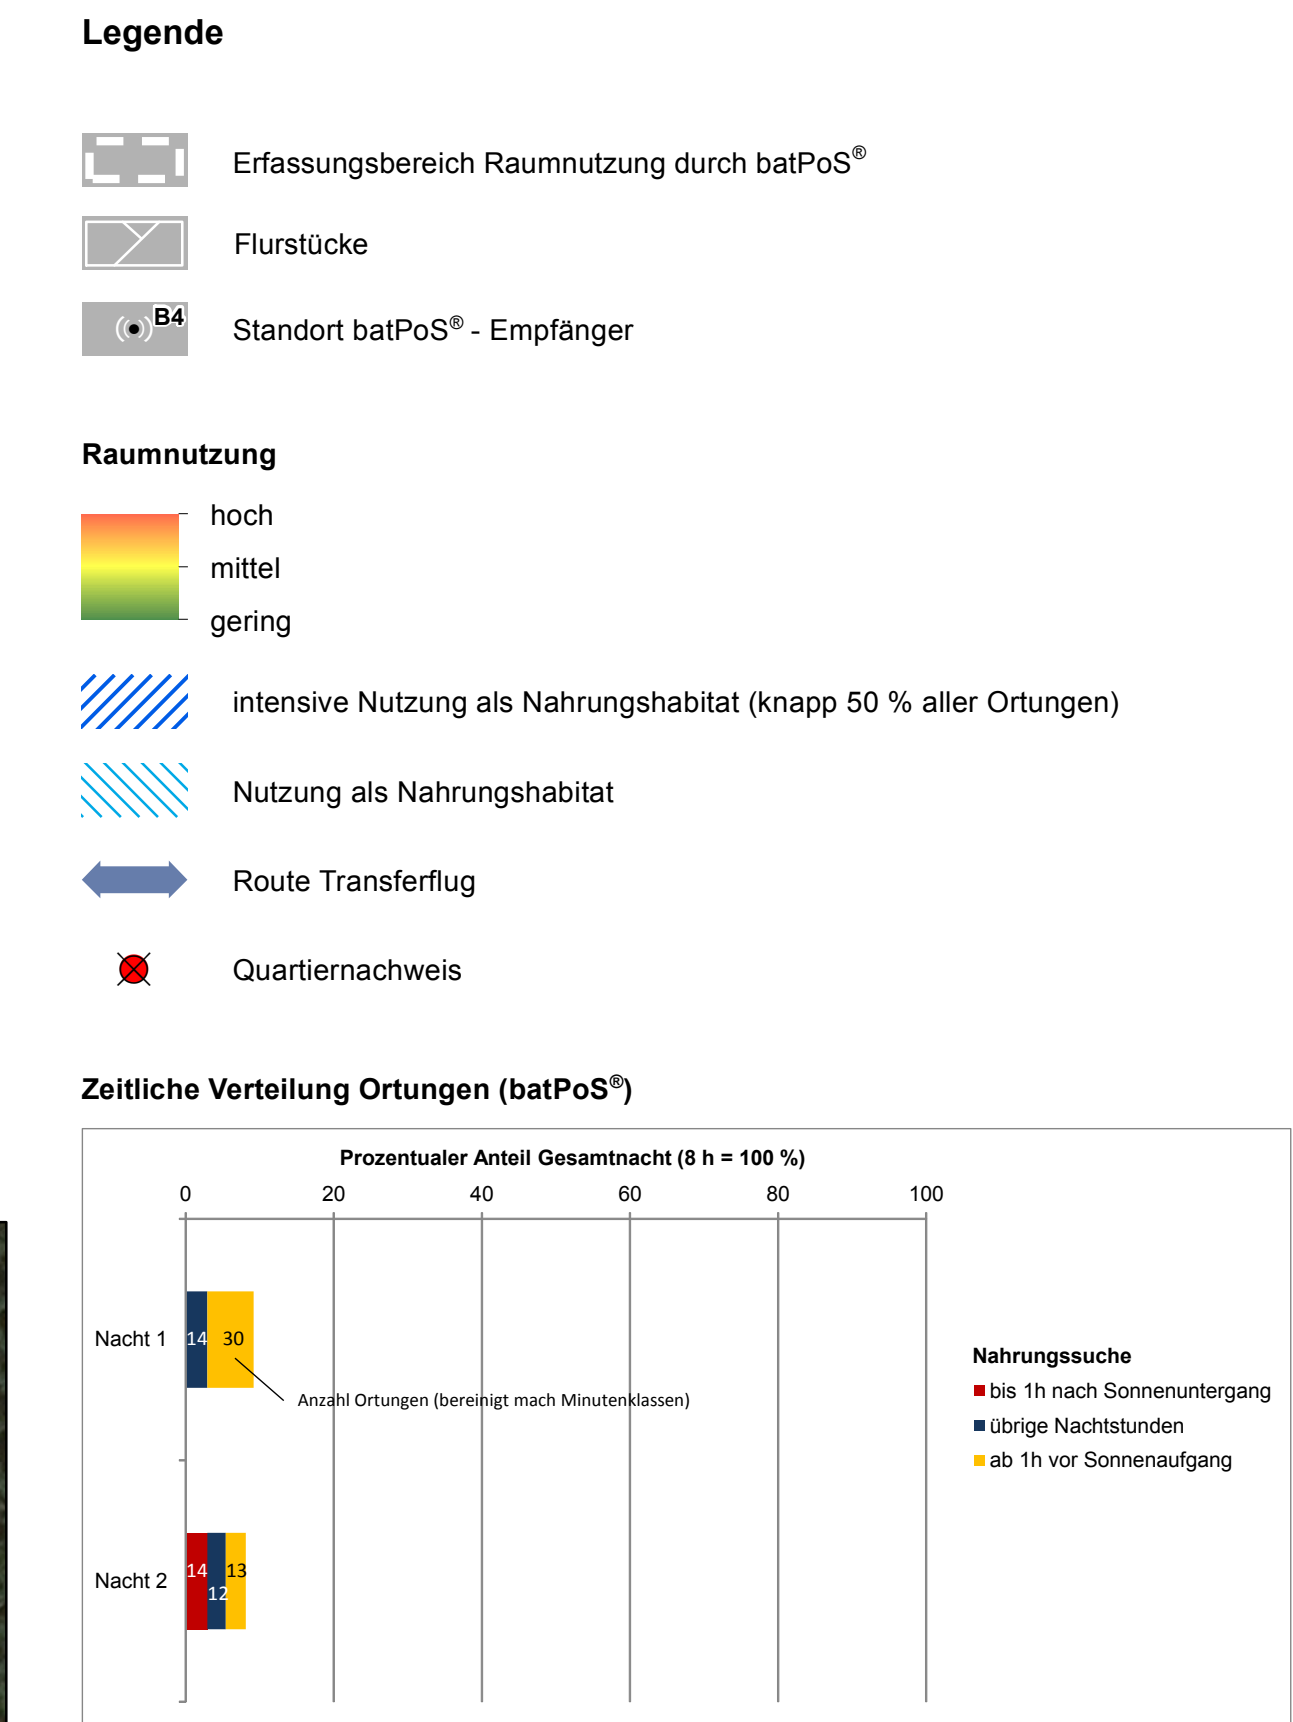 Legende
Erfassungsbereich Raumnutzung durch batPoS®
Flurstücke
B4
Standort batPoS® - Empfänger
Raumnutzung
hoch
mittel
gering
intensive Nutzung als Nahrungshabitat (knapp 50 % aller Ortungen)
Nutzung als Nahrungshabitat
Route Transferflug
Quartiernachweis
Zeitliche Verteilung Ortungen (batPoS®)
Prozentualer Anteil Gesamtnacht (8 h = 100 %)
0 20 40 60 80 100
Nacht 1 14 30
Anzahl Ortungen (bereinigt mach Minutenklassen)
Nahrungssuche
bis 1h nach Sonnenuntergang
übrige Nachtstunden
ab 1h vor Sonnenaufgang
Nacht 2 14 12 13